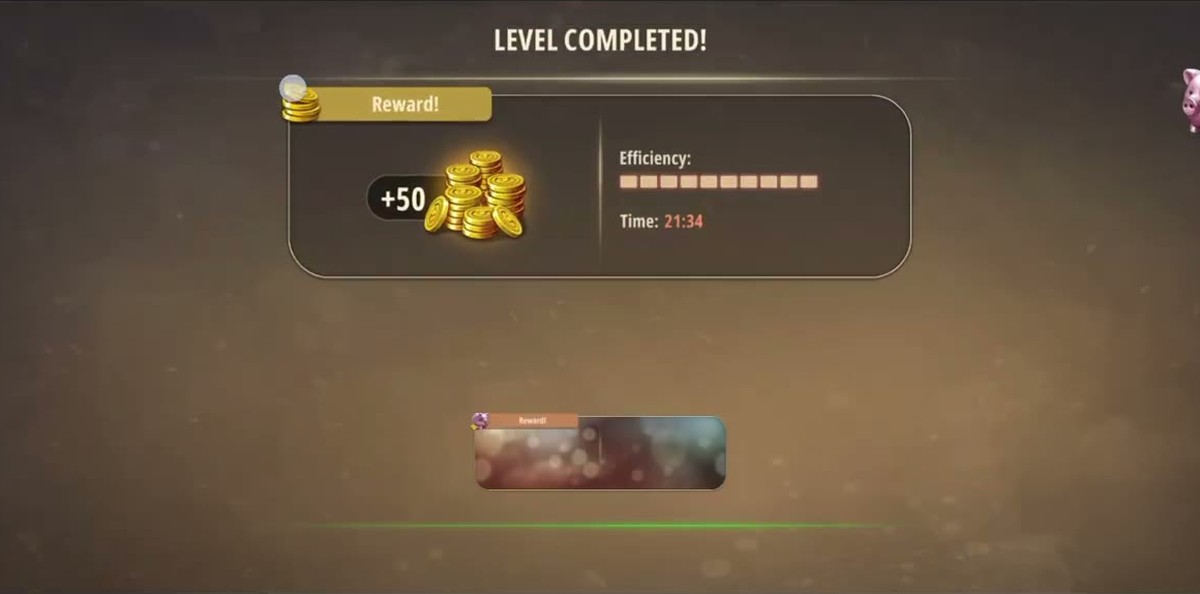 LEVEL COMPLETED!
Reward!
+50
Efficiency:
Time: 21:34
Reward!